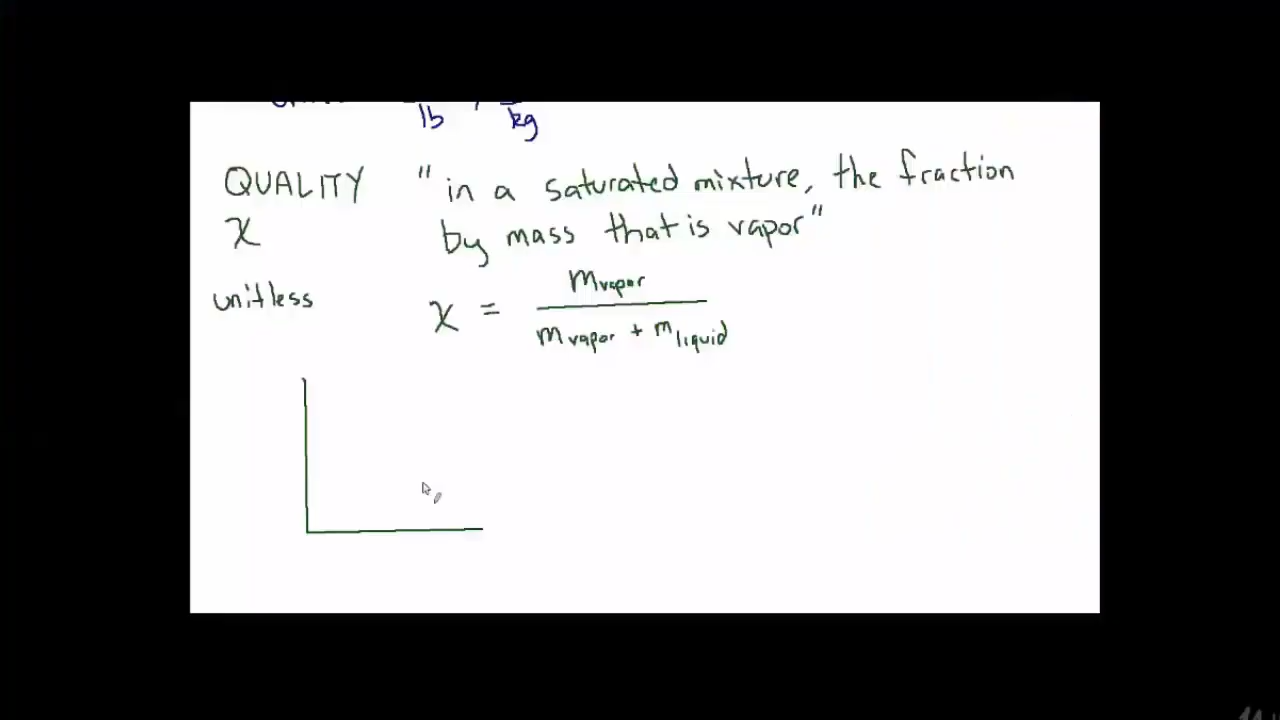 lb , kg
QUALITY "in a saturated mixture, the fraction
x by mass that is vapor"
unitless x = mvapor / mvapor + mliquid